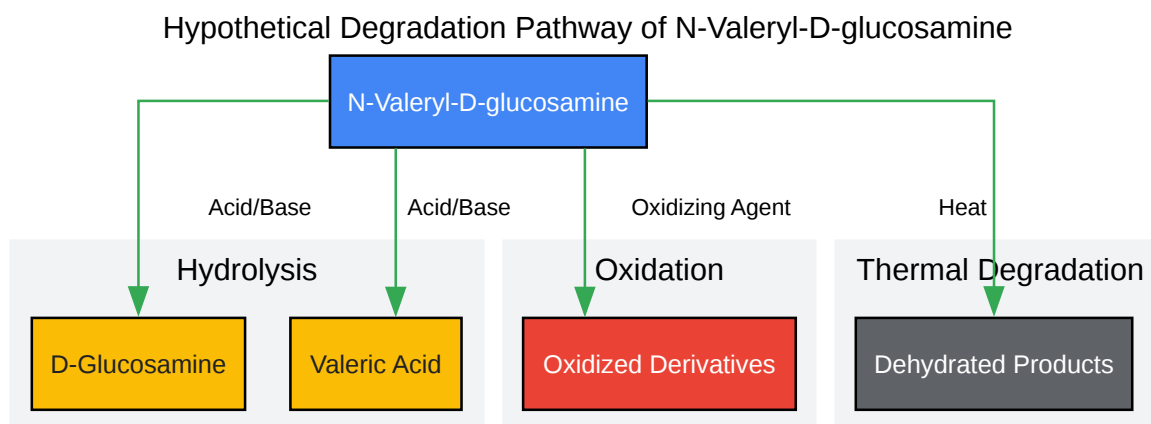 Hypothetical Degradation Pathway of N-Valeryl-D-glucosamine
N-Valeryl-D-glucosamine
Acid/Base
Acid/Base
Oxidizing Agent
Heat
Hydrolysis
Oxidation
Thermal Degradation
D-Glucosamine
Valeric Acid
Oxidized Derivatives
Dehydrated Products